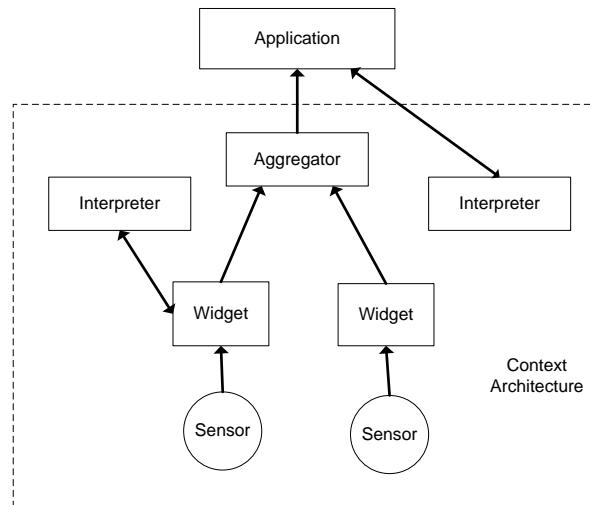 Application
Aggregator
Interpreter
Interpreter
Widget
Widget
Context
Architecture
Sensor
Sensor